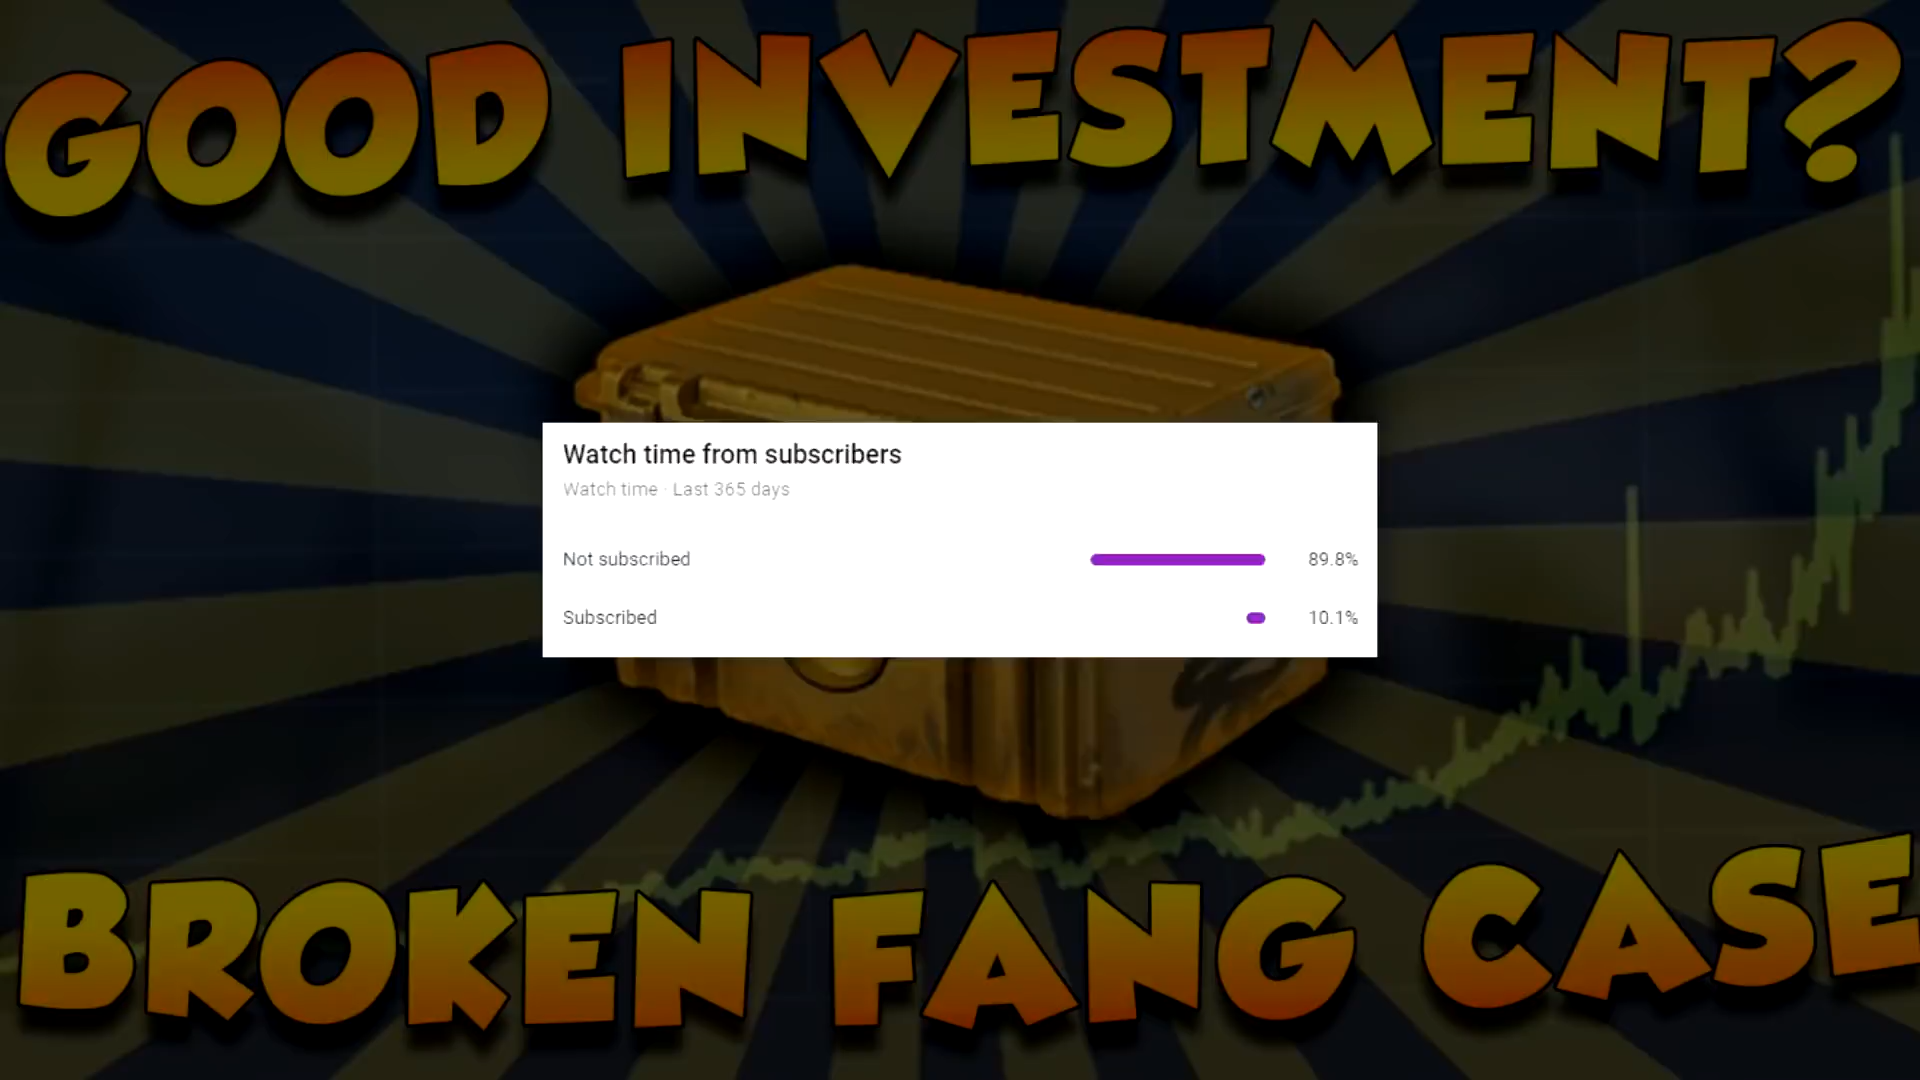 GOOD INVESTMENT?
Watch time from subscribers
Watch time · Last 365 days
Not subscribed 89.8%
Subscribed 10.1%
BROKEN FANG CASE